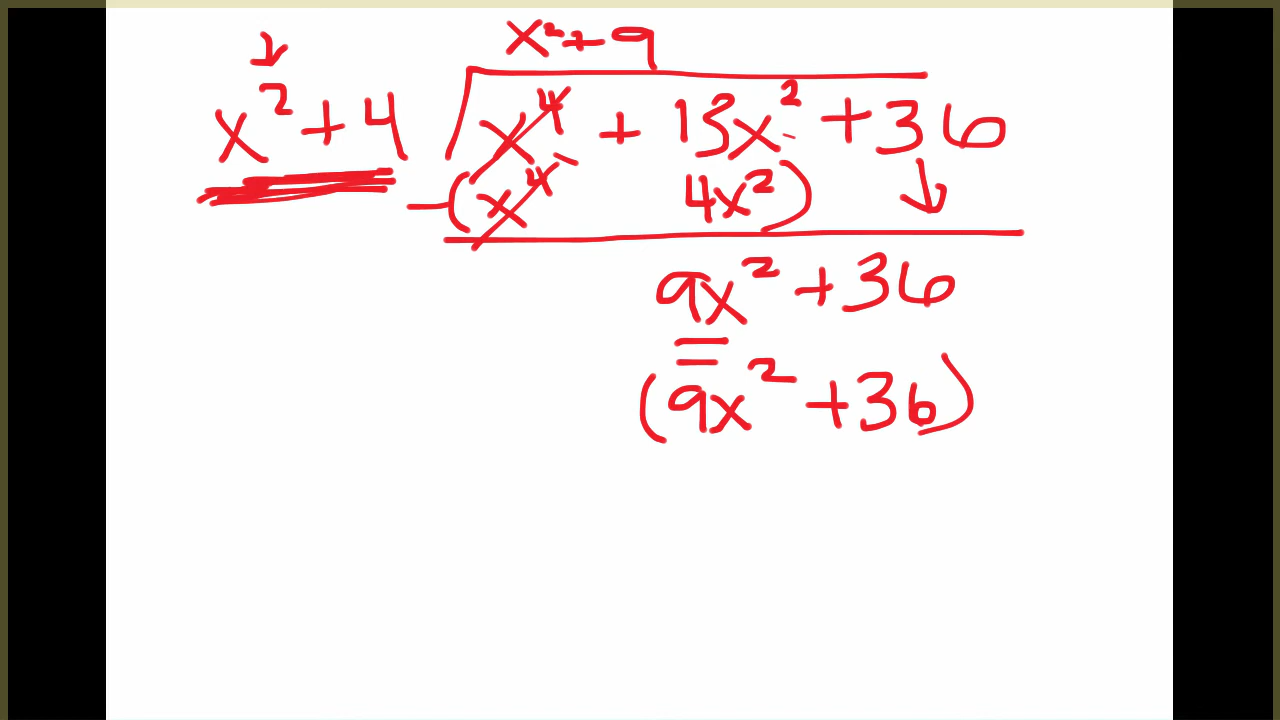 x² + 9
x² + 4 x⁴ + 13x² + 36
-(x⁴ 4x²)
9x² + 36
(9x² + 36)